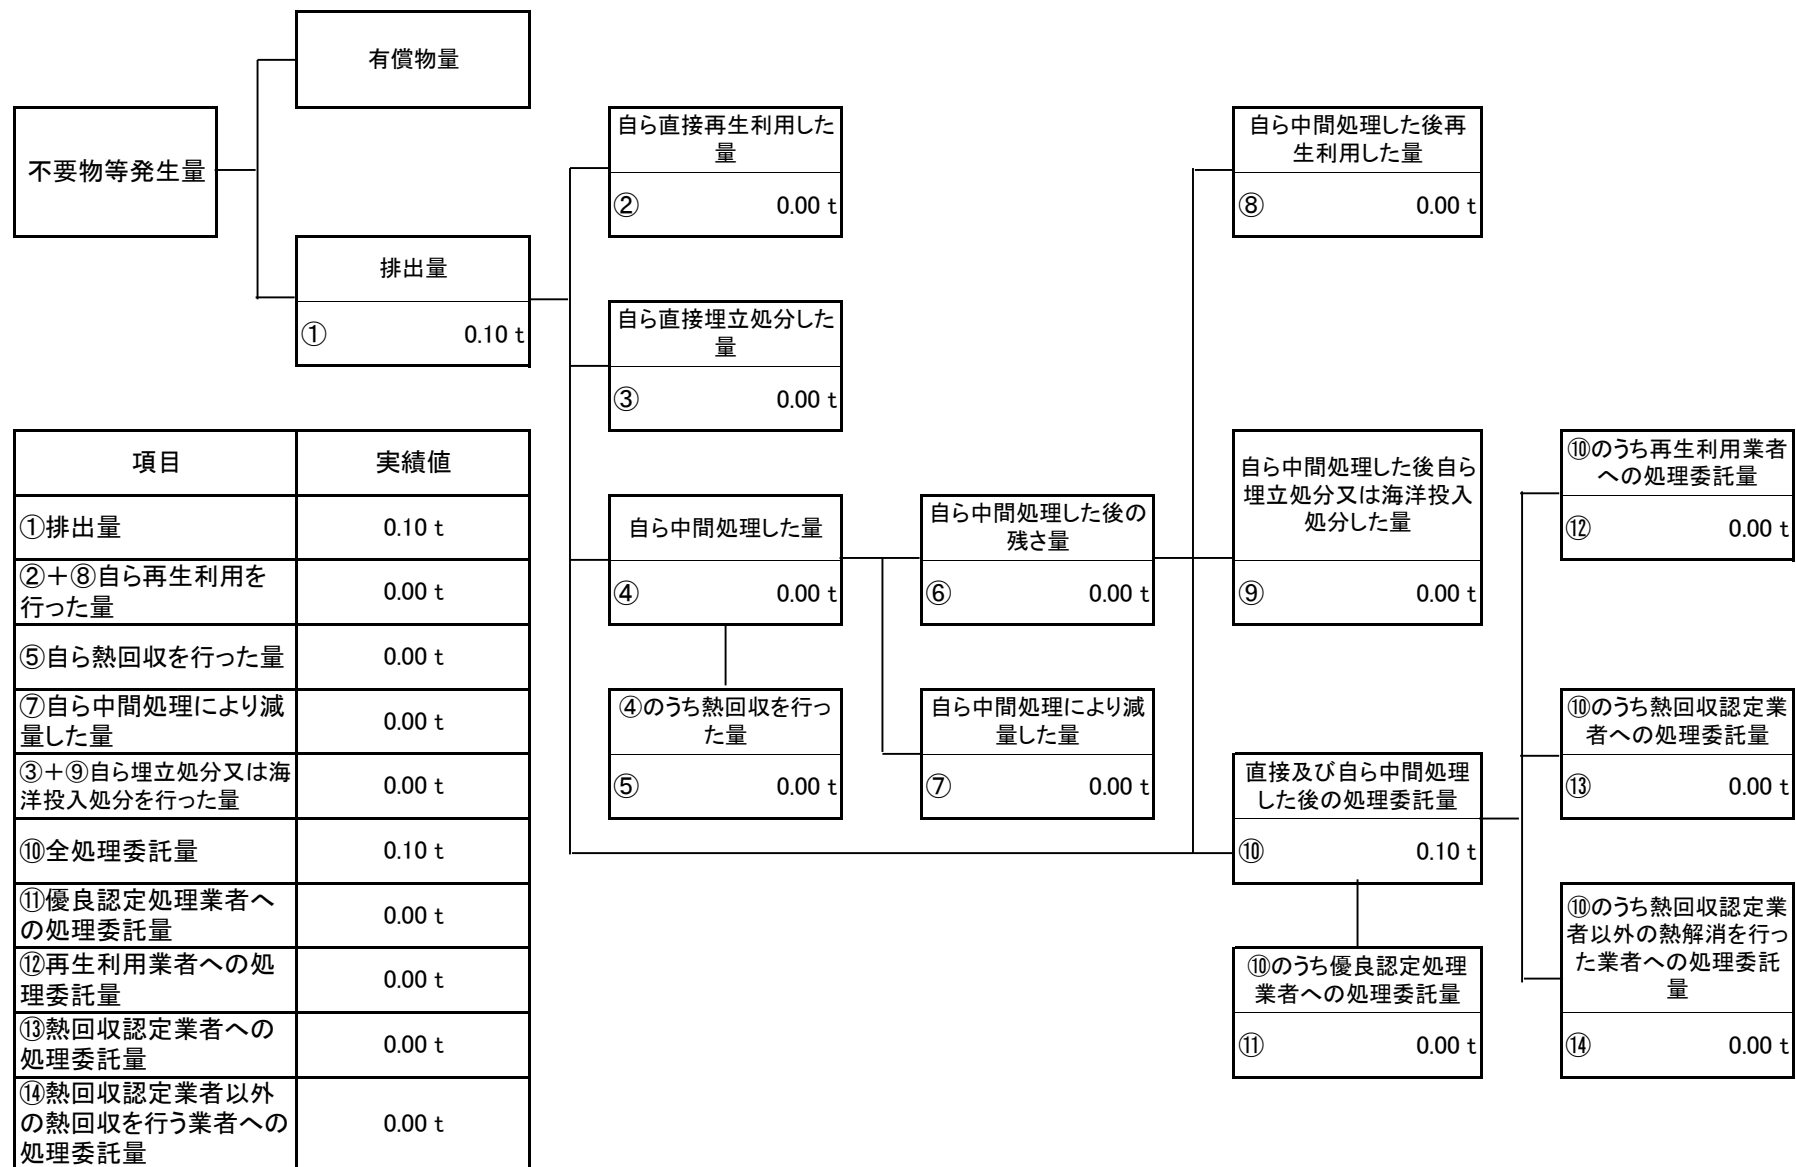 有償物量
不要物等発生量
排出量
① 0.10 t
自ら直接再生利用した
量
② 0.00 t
自ら直接埋立処分した
量
③ 0.00 t
自ら中間処理した量
④ 0.00 t
④のうち熱回収を行っ
た量
⑤ 0.00 t
自ら中間処理した後の
残さ量
⑥ 0.00 t
自ら中間処理により減
量した量
⑦ 0.00 t
自ら中間処理した後再
生利用した量
⑧ 0.00 t
自ら中間処理した後自ら
埋立処分又は海洋投入
処分した量
⑨ 0.00 t
直接及び自ら中間処理
した後の処理委託量
⑩ 0.10 t
⑩のうち優良認定処理
業者への処理委託量
⑪ 0.00 t
⑩のうち再生利用業者
への処理委託量
⑫ 0.00 t
⑩のうち熱回収認定業
者への処理委託量
⑬ 0.00 t
⑩のうち熱回収認定業
者以外の熱解消を行っ
た業者への処理委託
量
⑭ 0.00 t
項目 実績値
①排出量 0.10 t
②＋⑧自ら再生利用を
行った量 0.00 t
⑤自ら熱回収を行った量 0.00 t
⑦自ら中間処理により減
量した量 0.00 t
③＋⑨自ら埋立処分又は海
洋投入処分を行った量 0.00 t
⑩全処理委託量 0.10 t
⑪優良認定処理業者へ
の処理委託量 0.00 t
⑫再生利用業者への処
理委託量 0.00 t
⑬熱回収認定業者への
処理委託量 0.00 t
⑭熱回収認定業者以外
の熱回収を行う業者への
処理委託量 0.00 t